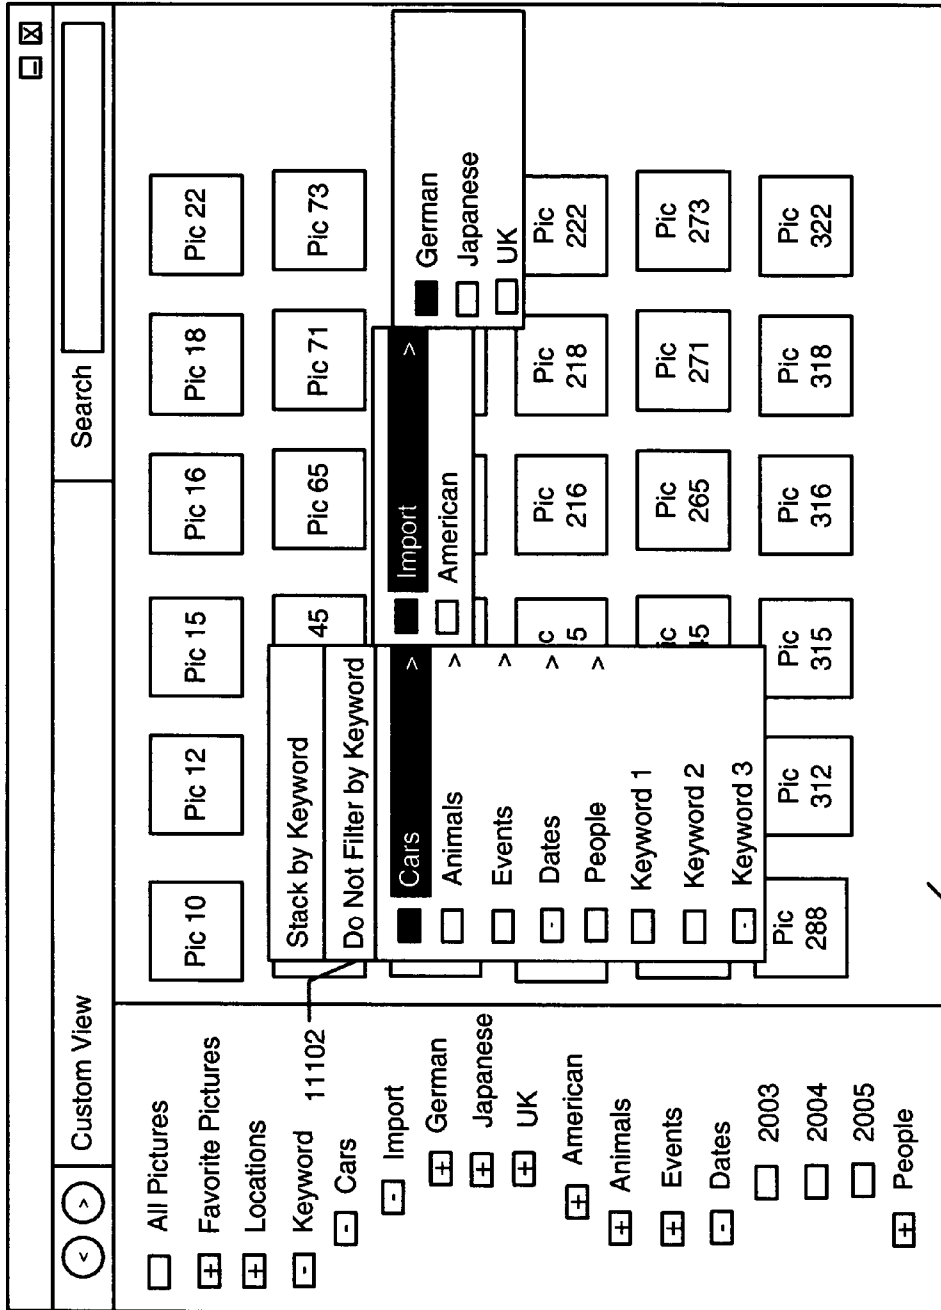 Custom View
Search
All Pictures
+ Favorite Pictures
+ Locations
- Keyword
11102
- Cars
- Import
+ German
+ Japanese
+ UK
+ American
+ Animals
+ Events
- Dates
2003
2004
2005
+ People
Pic 10
Pic 12
Pic 15
Pic 16
Pic 18
Pic 22
45
Pic 65
Pic 71
Pic 73
Stack by Keyword
Do Not Filter by Keyword
Cars >
Animals >
Events >
- Dates >
People >
Keyword 1
Keyword 2
- Keyword 3
Import >
American
German
Japanese
UK
Pic
216
Pic
218
Pic
222
45
Pic
265
Pic
271
Pic
273
Pic
288
Pic
312
Pic
315
Pic
316
Pic
318
Pic
322